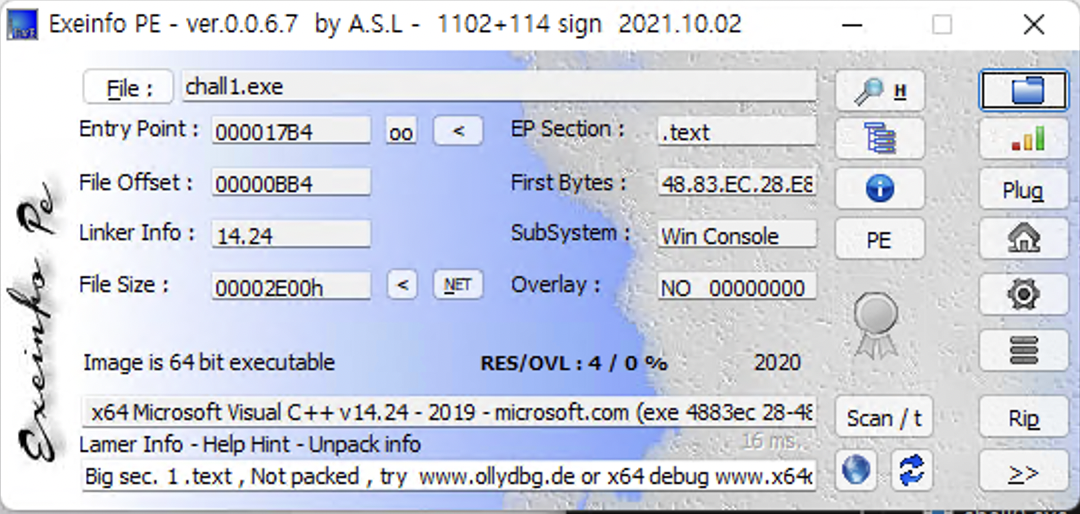 Exeinfo PE - ver.0.0.6.7 by A.S.L - 1102+114 sign 2021.10.02
File : chall1.exe H
Entry Point : 000017B4 oo < EP Section : .text
File Offset : 00000BB4 First Bytes : 48.83.EC.28.E8 Plug
Linker Info : 14.24 SubSystem : Win Console PE
File Size : 00002E00h < NET Overlay : NO 00000000
Exeinfo Pe
Image is 64 bit executable RES/OVL : 4 / 0 % 2020
x64 Microsoft Visual C++ v14.24 - 2019 - microsoft.com (exe 4883ec 28-48 Scan / t Rip
Lamer Info - Help Hint - Unpack info 16 ms.
Big sec. 1 .text , Not packed , try www.ollydbg.de or x64 debug www.x64 >>